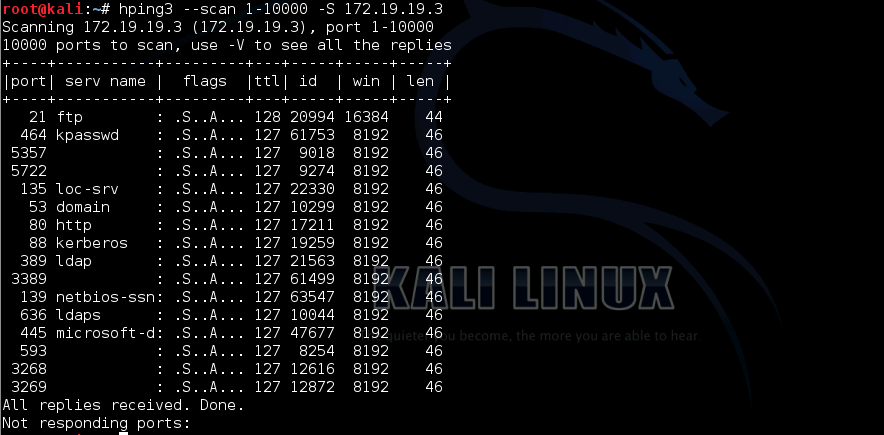 root@kali:~# hping3 --scan 1-10000 -S 172.19.19.3
Scanning 172.19.19.3 (172.19.19.3), port 1-10000
10000 ports to scan, use -V to see all the replies
+----+-----------+---------+---+-----+-----+-----+
|port| serv name |  flags  |ttl| id  | win | len |
+----+-----------+---------+---+-----+-----+-----+
   21 ftp        : .S..A... 128 20994 16384    44
  464 kpasswd    : .S..A... 127 61753  8192    46
 5357            : .S..A... 127  9018  8192    46
 5722            : .S..A... 127  9274  8192    46
  135 loc-srv    : .S..A... 127 22330  8192    46
   53 domain     : .S..A... 127 10299  8192    46
   80 http       : .S..A... 127 17211  8192    46
   88 kerberos   : .S..A... 127 19259  8192    46
  389 ldap       : .S..A... 127 21563  8192    46
 3389            : .S..A... 127 61499  8192    46
  139 netbios-ssn: .S..A... 127 63547  8192    46
  636 ldaps      : .S..A... 127 10044  8192    46
  445 microsoft-d: .S..A... 127 47677  8192    46
  593            : .S..A... 127  8254  8192    46
 3268            : .S..A... 127 12616  8192    46
 3269            : .S..A... 127 12872  8192    46
All replies received. Done.
Not responding ports:
KALI LINUX
become, the more you are able to hear.